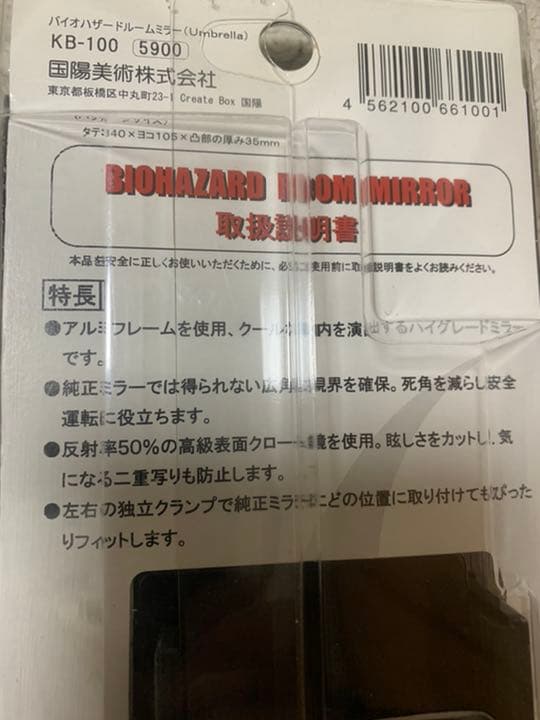 バイオハザードルームミラー(Umbrella)
KB-100 5900
国陽美術株式会社
東京都板橋区中丸町23-1 Create Box 国陽
4 562100 661001
タテ:140×ヨコ105×凸部の厚み35mm
BIOHAZARD ROOM MIRROR
取扱説明書
本品を安全に正しくお使いいただくために、必ずご使用前に取扱説明書をよくお読みください。
特長
●アルミフレームを使用、クールに 内を演出するハイグレードミラー
です。
●純正ミラーでは得られない広角な視界を確保。死角を減らし安全
運転に役立ちます。
●反射率50%の高級表面クローム鏡を使用。眩しさをカットし、気
になる二重写りも防止します。
●左右の独立クランプで純正ミラーにどの位置に取り付けてもぴった
りフィットします。